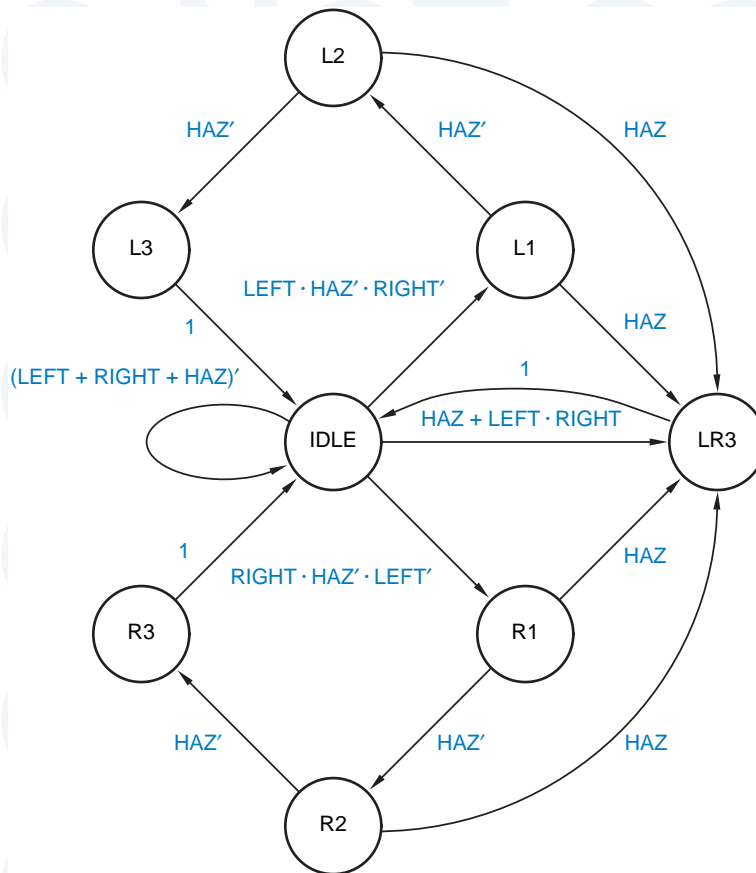 L2
HAZ′
HAZ′
HAZ
L3
L1
LEFT · HAZ′ · RIGHT′
1
HAZ
(LEFT + RIGHT + HAZ)′
1
HAZ + LEFT · RIGHT
IDLE
LR3
1
RIGHT · HAZ′ · LEFT′
HAZ
R3
R1
HAZ′
HAZ′
HAZ
R2